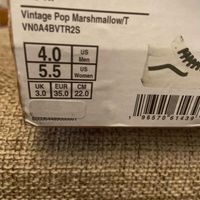 Vintage Pop Marshmallow/T
VN0A4BVTR2S
4.0 US Men
5.5 US Women
UK EUR CM
3.0 35.0 22.0